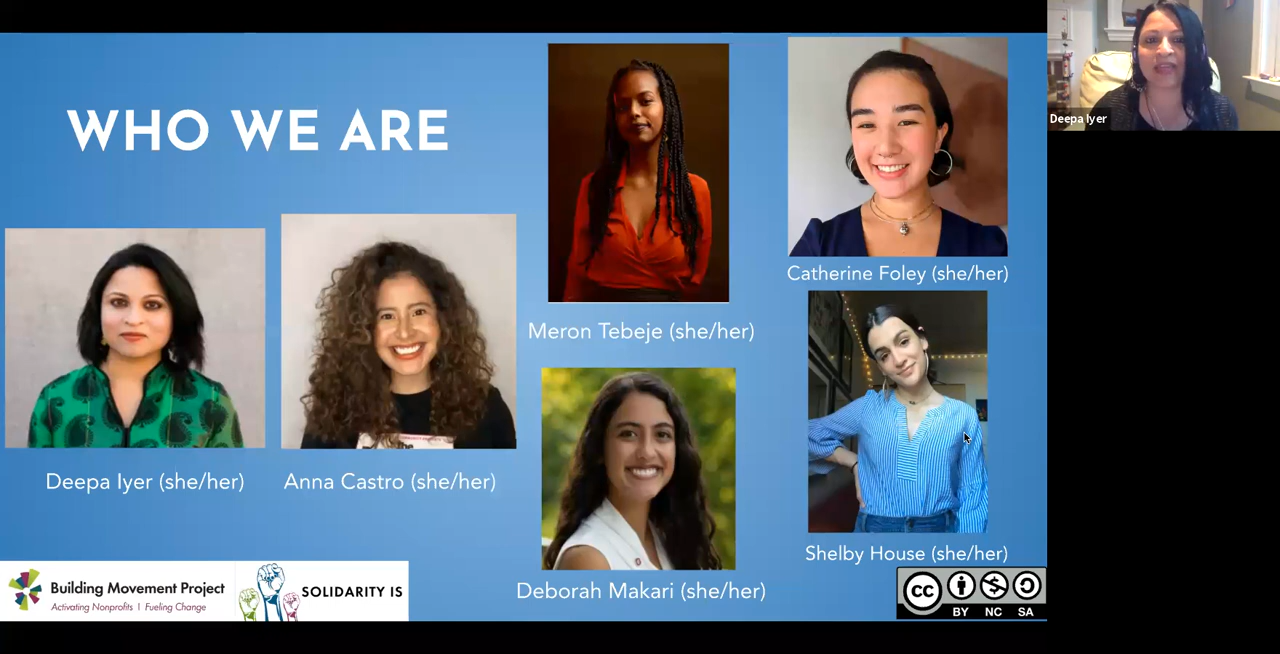 WHO WE ARE
Deepa Iyer (she/her)
Anna Castro (she/her)
Meron Tebeje (she/her)
Deborah Makari (she/her)
Catherine Foley (she/her)
Shelby House (she/her)
Building Movement Project
Activating Nonprofits | Fueling Change
SOLIDARITY IS
cc
BY NC SA
Deepa Iyer